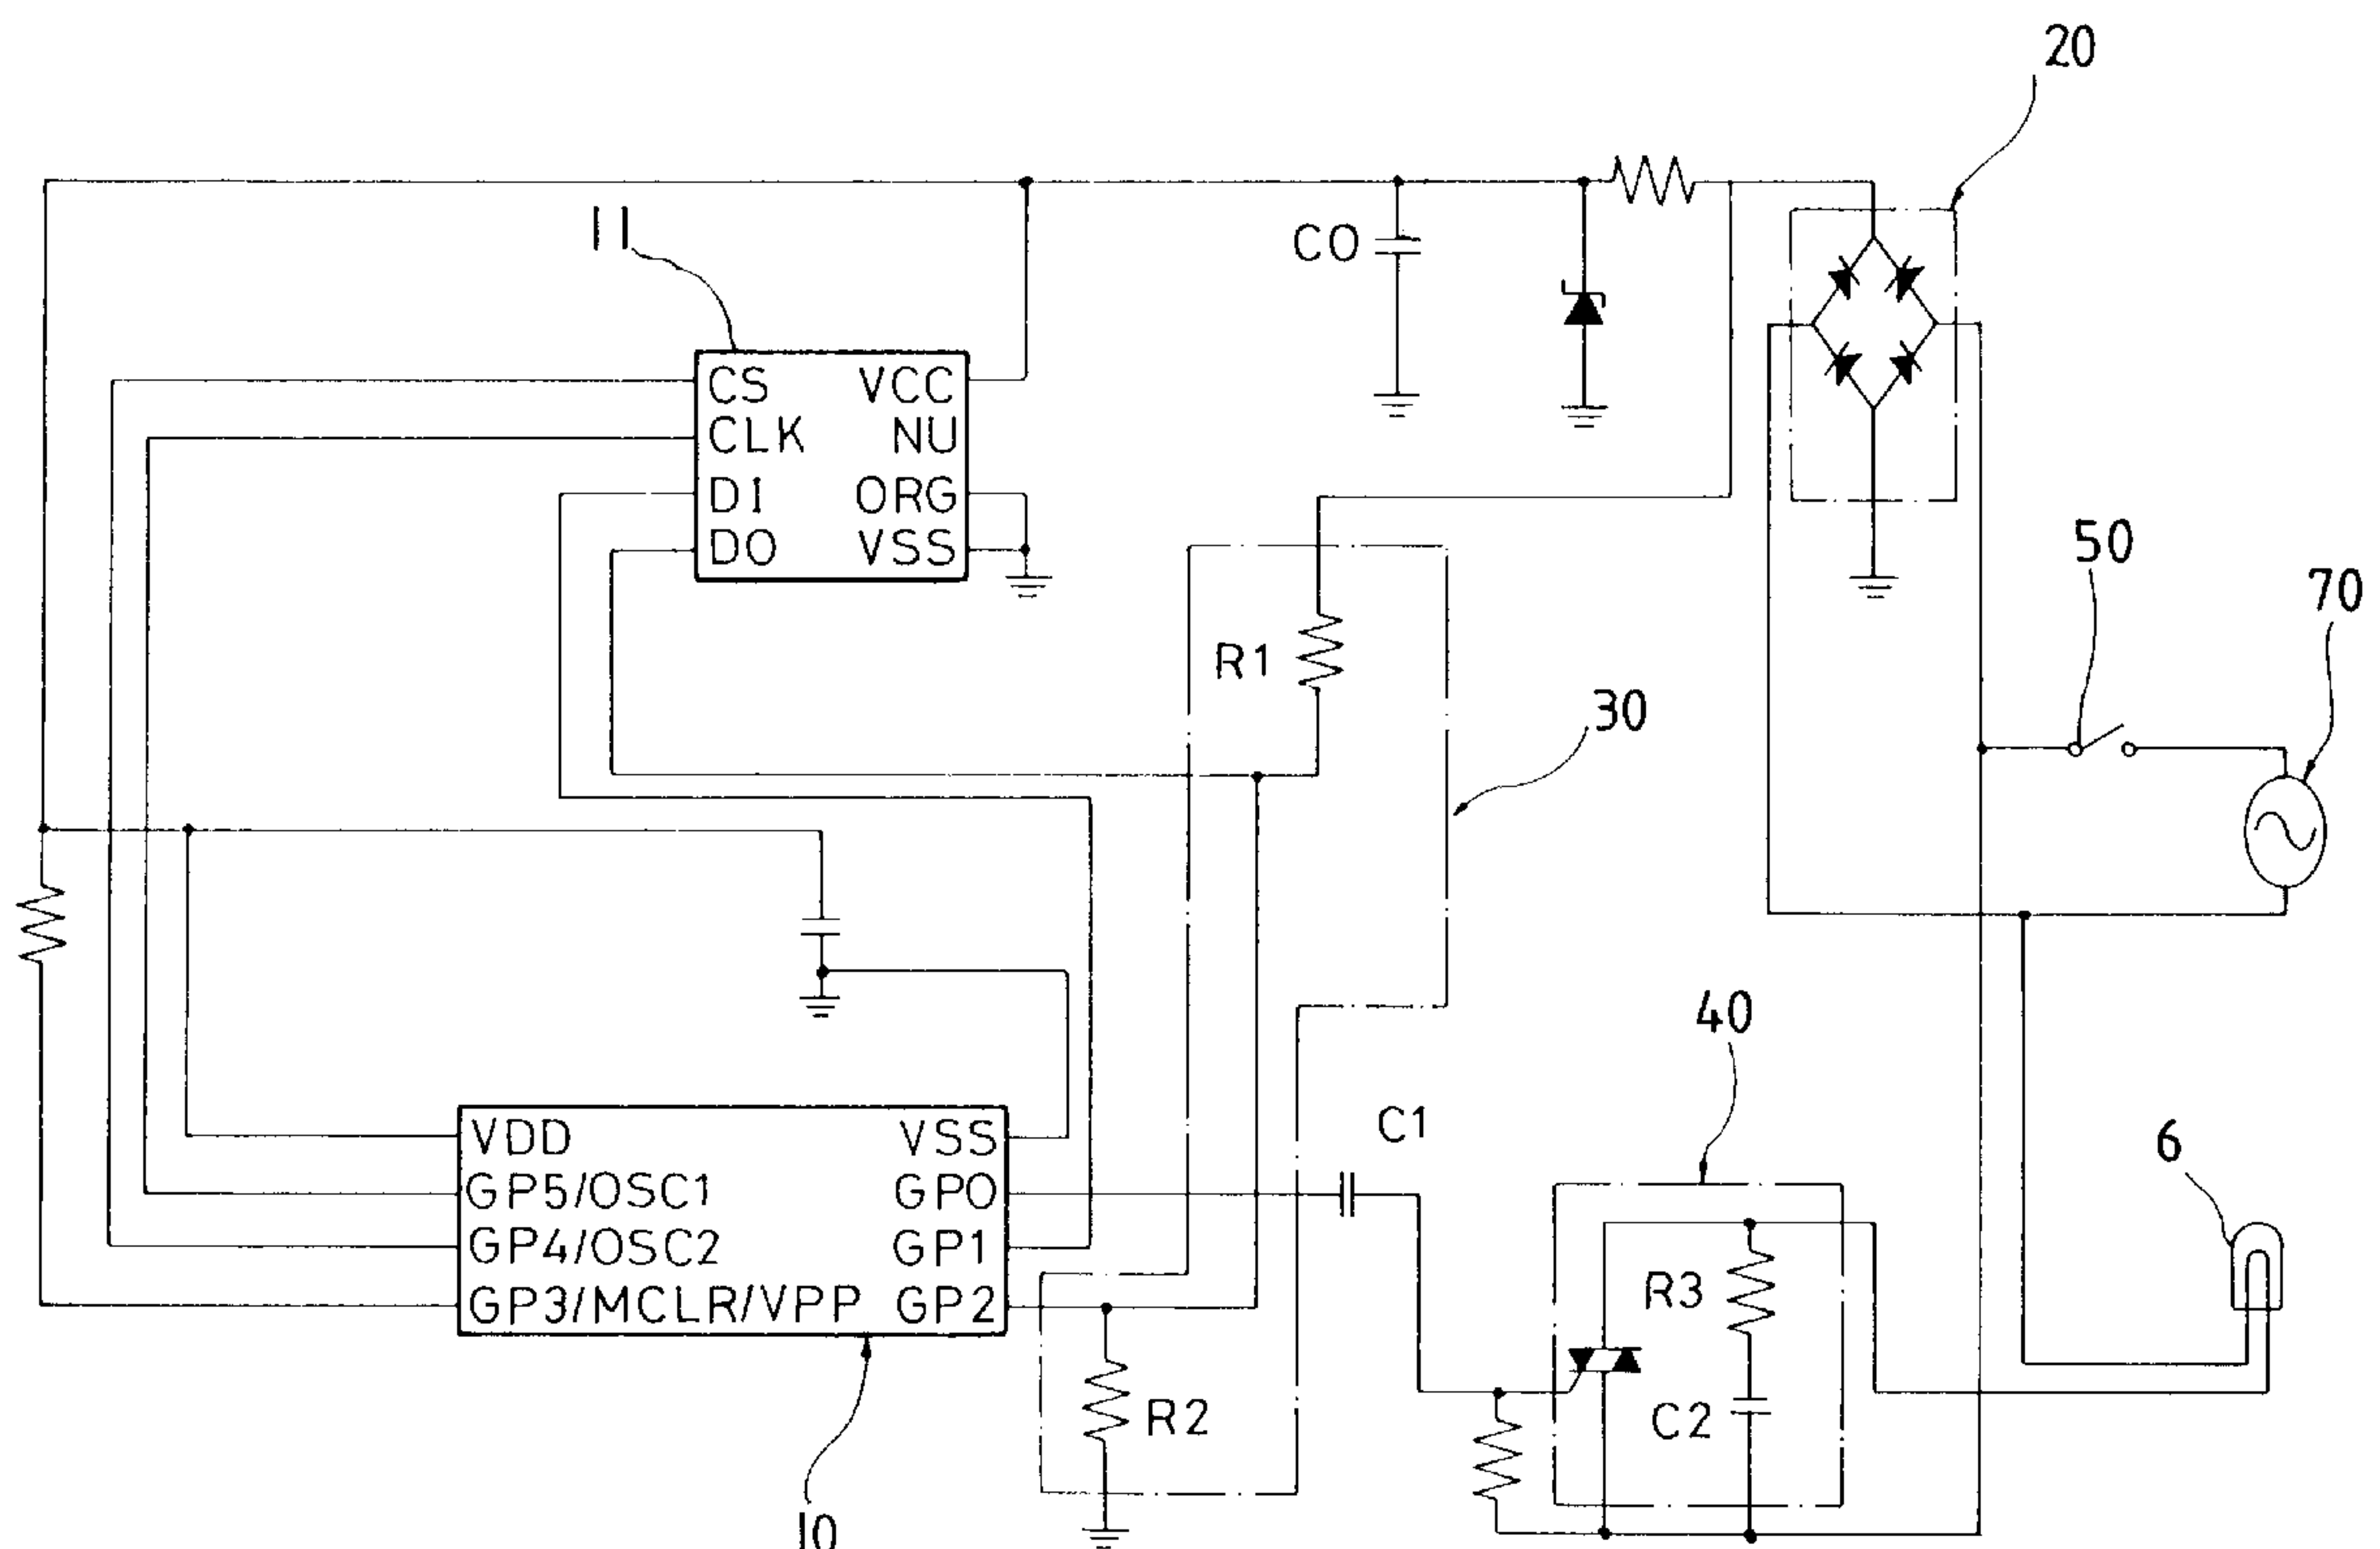 20
11
C0
CS VCC
CLK NU
DI ORG
DO VSS
50
70
R1
30
40
C1
6
VDD VSS
GP5/OSC1 GP0
GP4/OSC2 GP1
GP3/MCLR/VPP GP2
R3
R2
C2
10